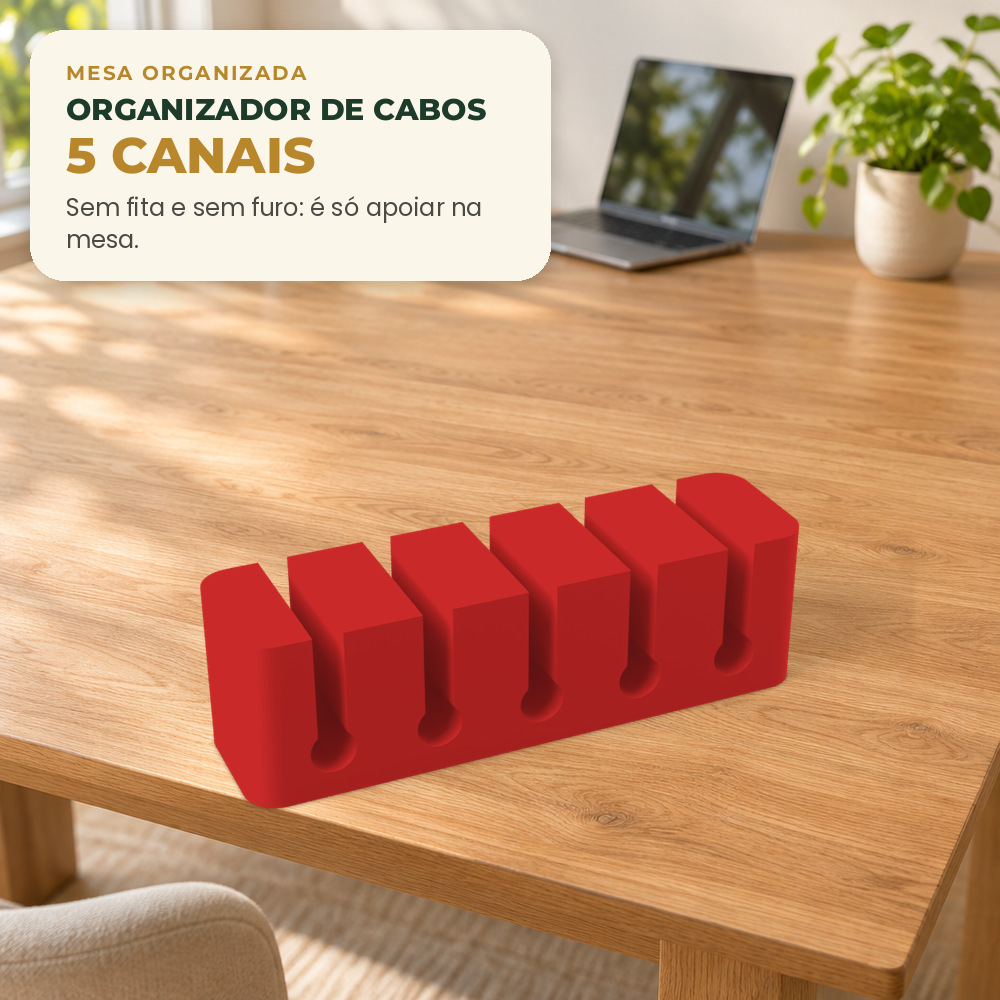 MESA ORGANIZADA
ORGANIZADOR DE CABOS
5 CANAIS
Sem fita e sem furo: é só apoiar na
mesa.